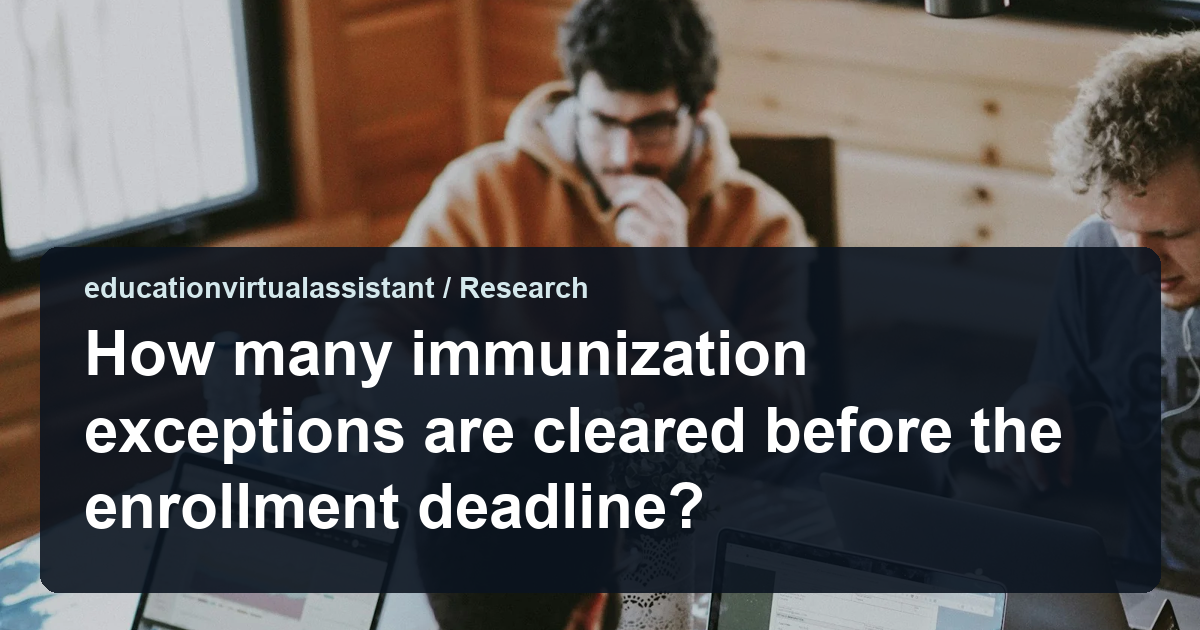 educationvirtualassistant / Research
How many immunization
exceptions are cleared before the
enrollment deadline?